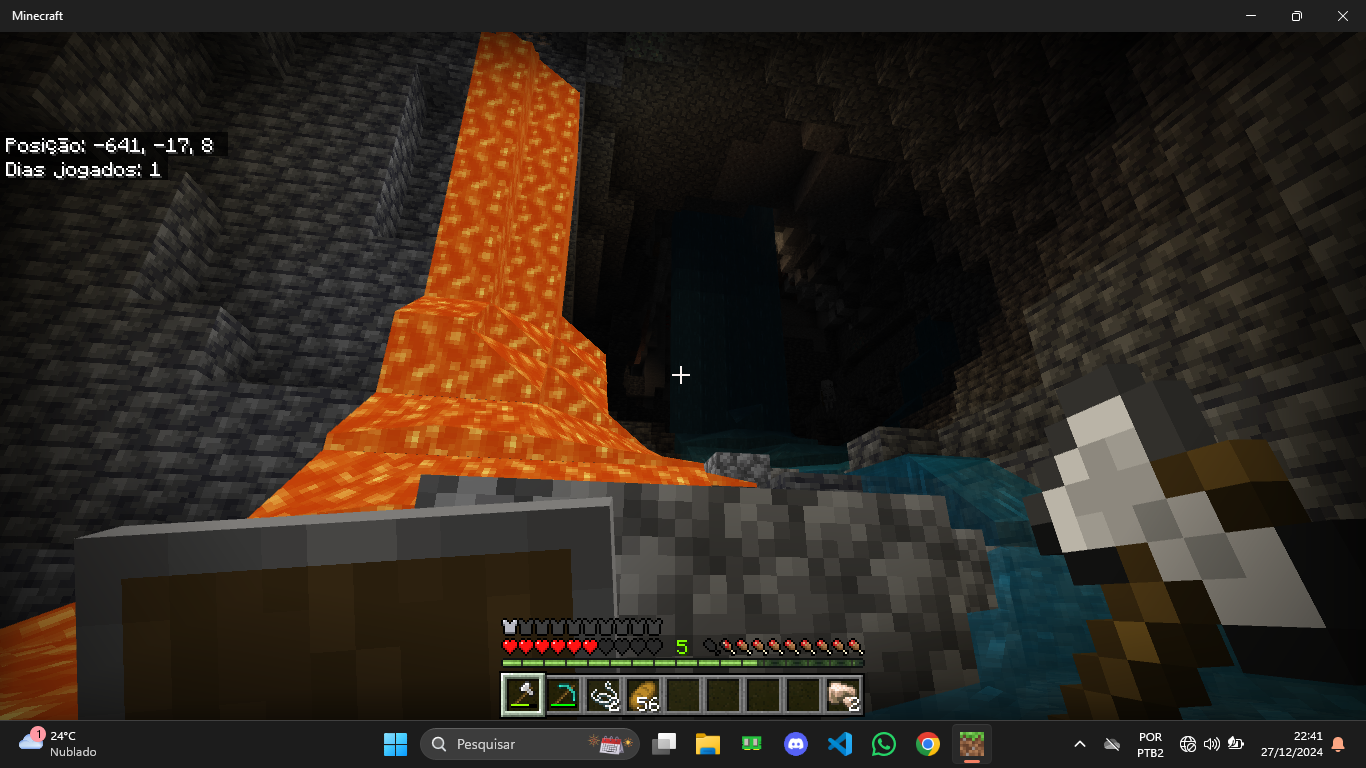 Minecraft
Posição: -641, -17, 8
Dias jogados: 1
5
2
56
2
1
24°C
Nublado
Pesquisar
POR
PTB2
22:41
27/12/2024